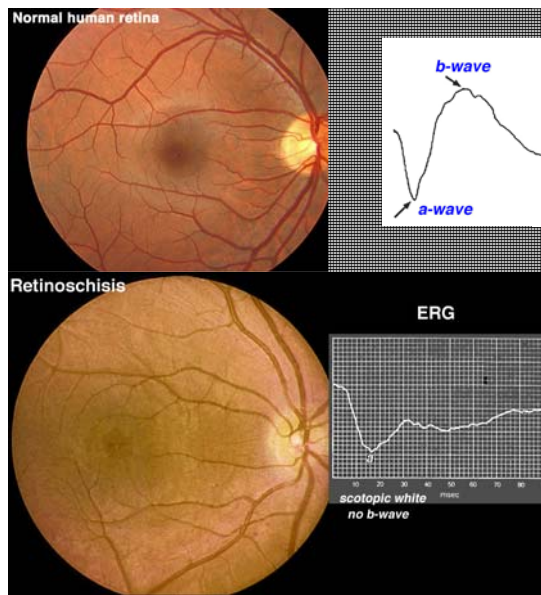 Normal human retina
b-wave
a-wave
Retinoschisis
ERG
a
10 20 30 40 50 60 70 80
msec
scotopic white
no b-wave